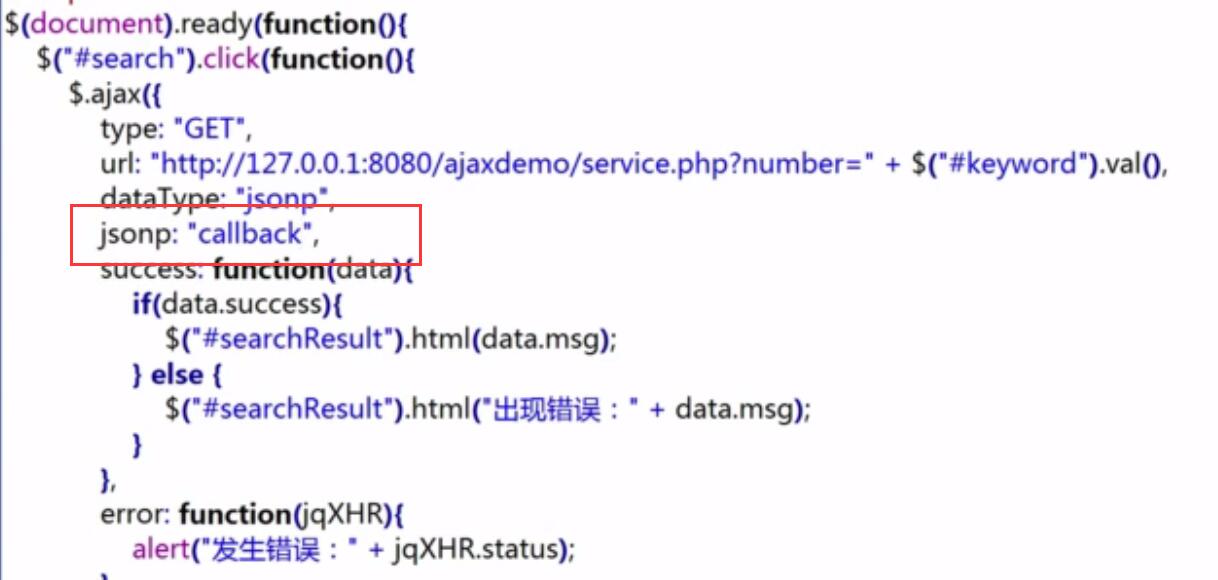 $(document).ready(function(){
$("#search").click(function(){
$.ajax({
type: "GET",
url: "http://127.0.0.1:8080/ajaxdemo/service.php?number=" + $("#keyword").val(),
dataType: "jsonp",
jsonp: "callback",
success: function(data){
if(data.success){
$("#searchResult").html(data.msg);
} else {
$("#searchResult").html("出现错误：" + data.msg);
}
},
error: function(jqXHR){
alert("发生错误：" + jqXHR.status);